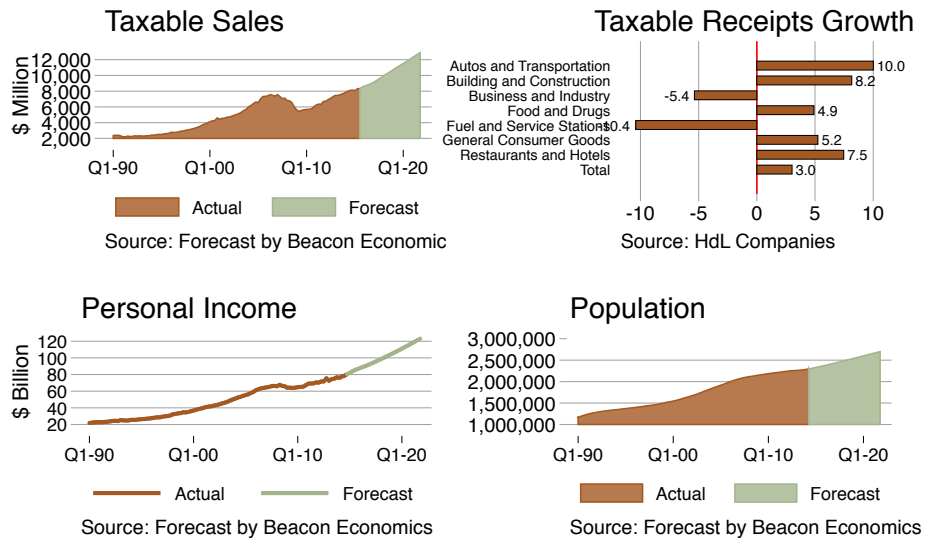 Taxable Sales
$ Million
12,000
10,000
8,000
6,000
4,000
2,000
Q1-90 Q1-00 Q1-10 Q1-20
Actual Forecast
Source: Forecast by Beacon Economic
Taxable Receipts Growth
Autos and Transportation 10.0
Building and Construction 8.2
Business and Industry -5.4
Food and Drugs 4.9
Fuel and Service Stations -10.4
General Consumer Goods 5.2
Restaurants and Hotels 7.5
Total 3.0
-10 -5 0 5 10
Source: HdL Companies
Personal Income
$ Billion
120
100
80
60
40
20
Q1-90 Q1-00 Q1-10 Q1-20
Actual Forecast
Source: Forecast by Beacon Economics
Population
3,000,000
2,500,000
2,000,000
1,500,000
1,000,000
Q1-90 Q1-00 Q1-10 Q1-20
Actual Forecast
Source: Forecast by Beacon Economics